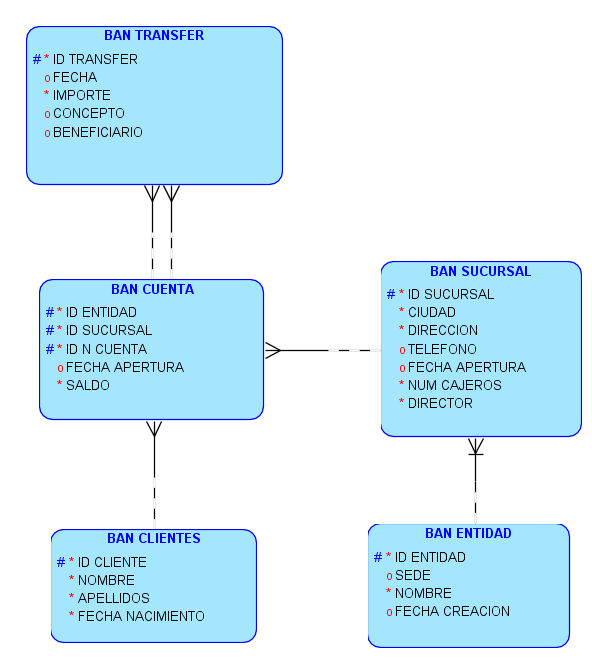 BAN TRANSFER
# * ID TRANSFER
o FECHA
* IMPORTE
o CONCEPTO
o BENEFICIARIO
BAN CUENTA
# * ID ENTIDAD
# * ID SUCURSAL
# * ID N CUENTA
o FECHA APERTURA
* SALDO
BAN SUCURSAL
# * ID SUCURSAL
* CIUDAD
* DIRECCION
o TELEFONO
o FECHA APERTURA
* NUM CAJEROS
* DIRECTOR
BAN CLIENTES
# * ID CLIENTE
* NOMBRE
* APELLIDOS
* FECHA NACIMIENTO
BAN ENTIDAD
# * ID ENTIDAD
o SEDE
* NOMBRE
o FECHA CREACION